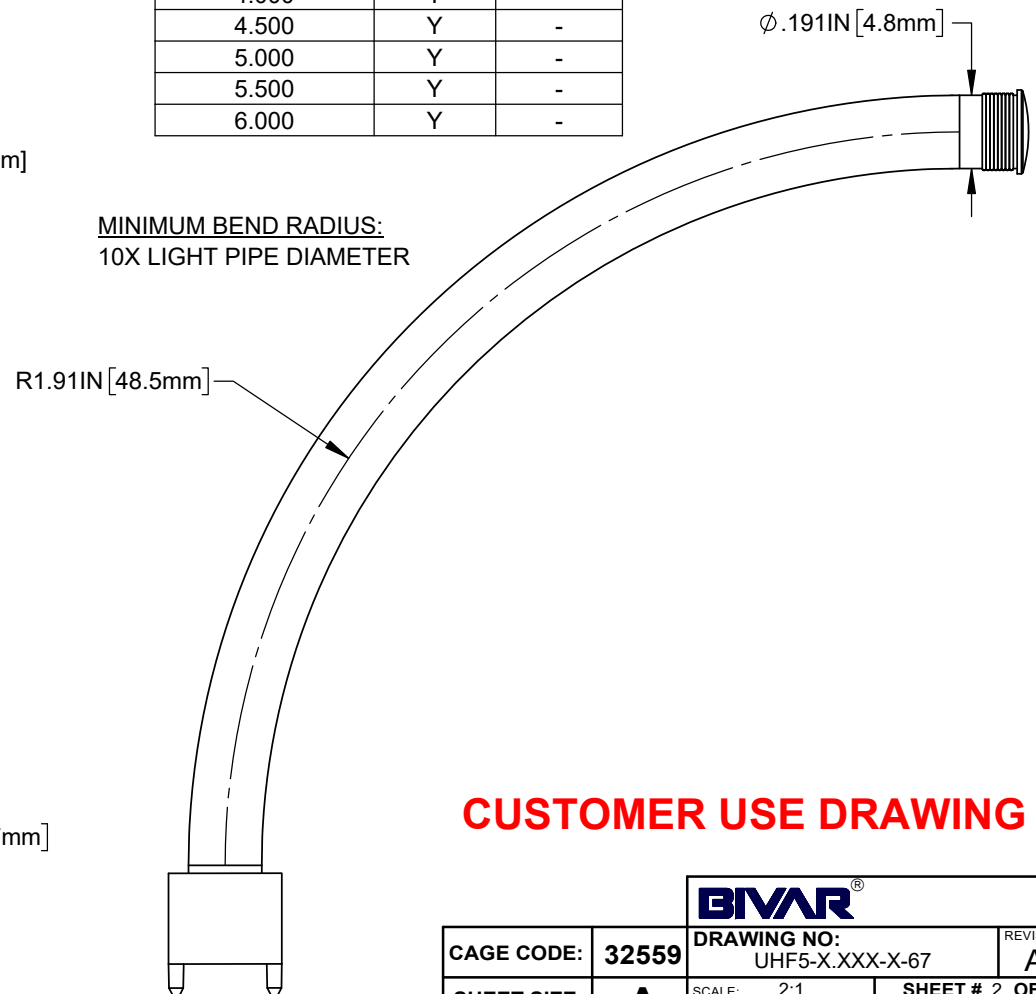 4.500 Y -
5.000 Y -
5.500 Y -
6.000 Y -
⌀.191IN[4.8mm]
m]
MINIMUM BEND RADIUS:
10X LIGHT PIPE DIAMETER
R1.91IN[48.5mm]
mm]
CUSTOMER USE DRAWING
BIVAR®
CAGE CODE: 32559
DRAWING NO:
UHF5-X.XXX-X-67
A
SCALE: 2:1
SHEET # 2 OF